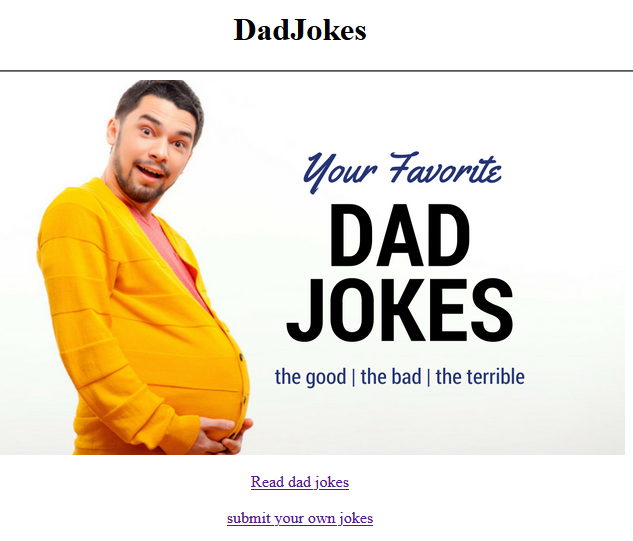 DadJokes
Your Favorite
DAD
JOKES
the good | the bad | the terrible
Read dad jokes
submit your own jokes